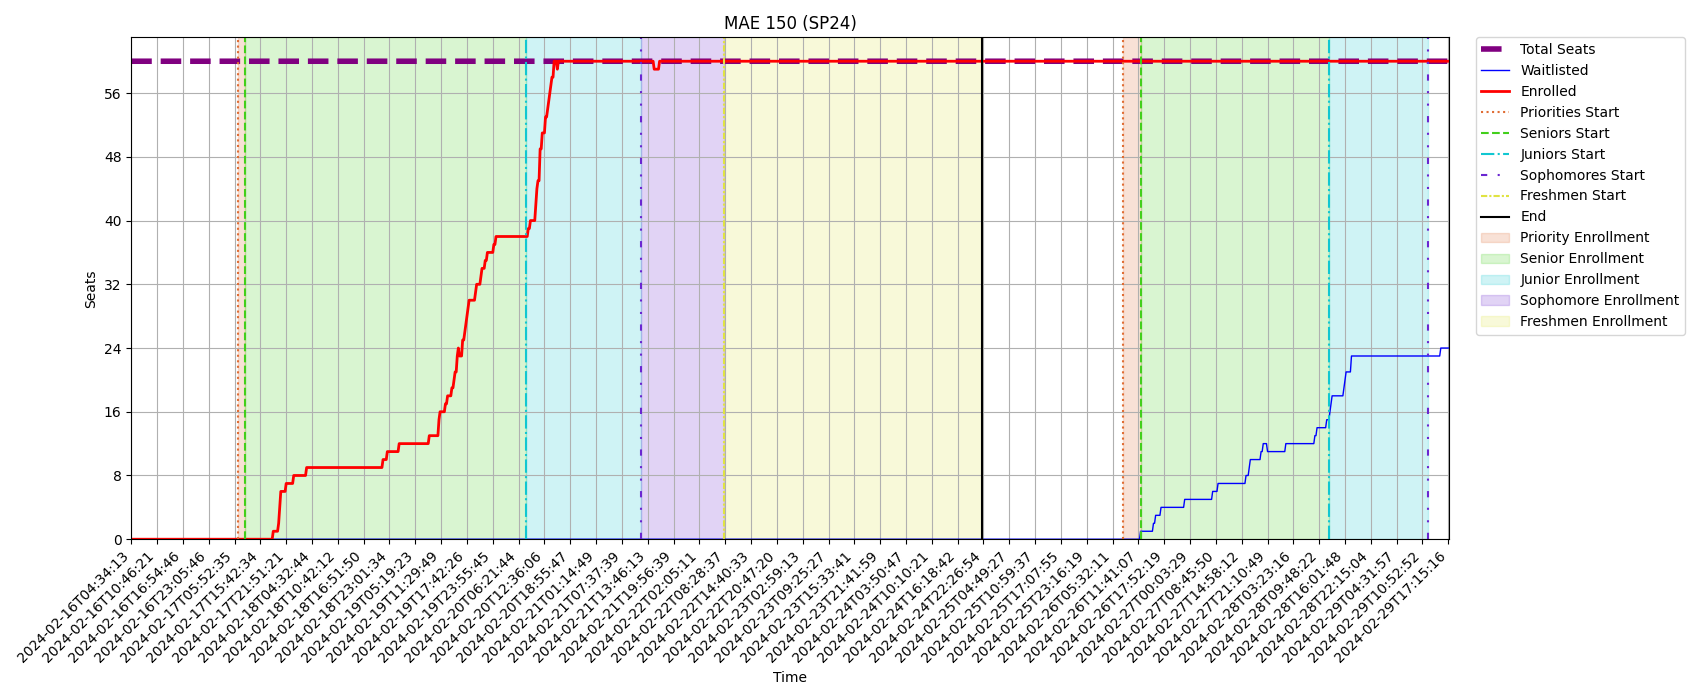 MAE 150 (SP24)
Seats
56
48
40
32
24
16
8
0
2024-02-16T04:34:13
2024-02-16T10:46:21
2024-02-16T16:54:46
2024-02-16T23:05:46
2024-02-17T05:52:35
2024-02-17T15:42:34
2024-02-17T21:51:21
2024-02-18T04:32:44
2024-02-18T10:42:12
2024-02-18T16:51:50
2024-02-18T23:01:34
2024-02-19T05:19:23
2024-02-19T11:29:49
2024-02-19T17:42:26
2024-02-19T23:55:45
2024-02-20T06:21:44
2024-02-20T12:36:06
2024-02-20T18:55:47
2024-02-21T01:14:49
2024-02-21T07:37:39
2024-02-21T13:46:13
2024-02-21T19:56:39
2024-02-22T02:05:11
2024-02-22T08:28:37
2024-02-22T14:40:33
2024-02-22T20:47:20
2024-02-23T02:59:13
2024-02-23T09:25:27
2024-02-23T15:33:41
2024-02-23T21:41:59
2024-02-24T03:50:47
2024-02-24T10:10:21
2024-02-24T16:18:42
2024-02-24T22:26:54
2024-02-25T04:49:27
2024-02-25T10:59:37
2024-02-25T17:07:55
2024-02-25T23:16:19
2024-02-26T05:32:11
2024-02-26T11:41:07
2024-02-26T17:52:19
2024-02-27T00:03:29
2024-02-27T08:45:50
2024-02-27T14:58:12
2024-02-27T21:10:49
2024-02-28T03:23:16
2024-02-28T09:48:22
2024-02-28T16:01:48
2024-02-28T22:15:04
2024-02-29T04:31:57
2024-02-29T10:52:52
2024-02-29T17:15:16
Time
Total Seats
Waitlisted
Enrolled
Priorities Start
Seniors Start
Juniors Start
Sophomores Start
Freshmen Start
End
Priority Enrollment
Senior Enrollment
Junior Enrollment
Sophomore Enrollment
Freshmen Enrollment